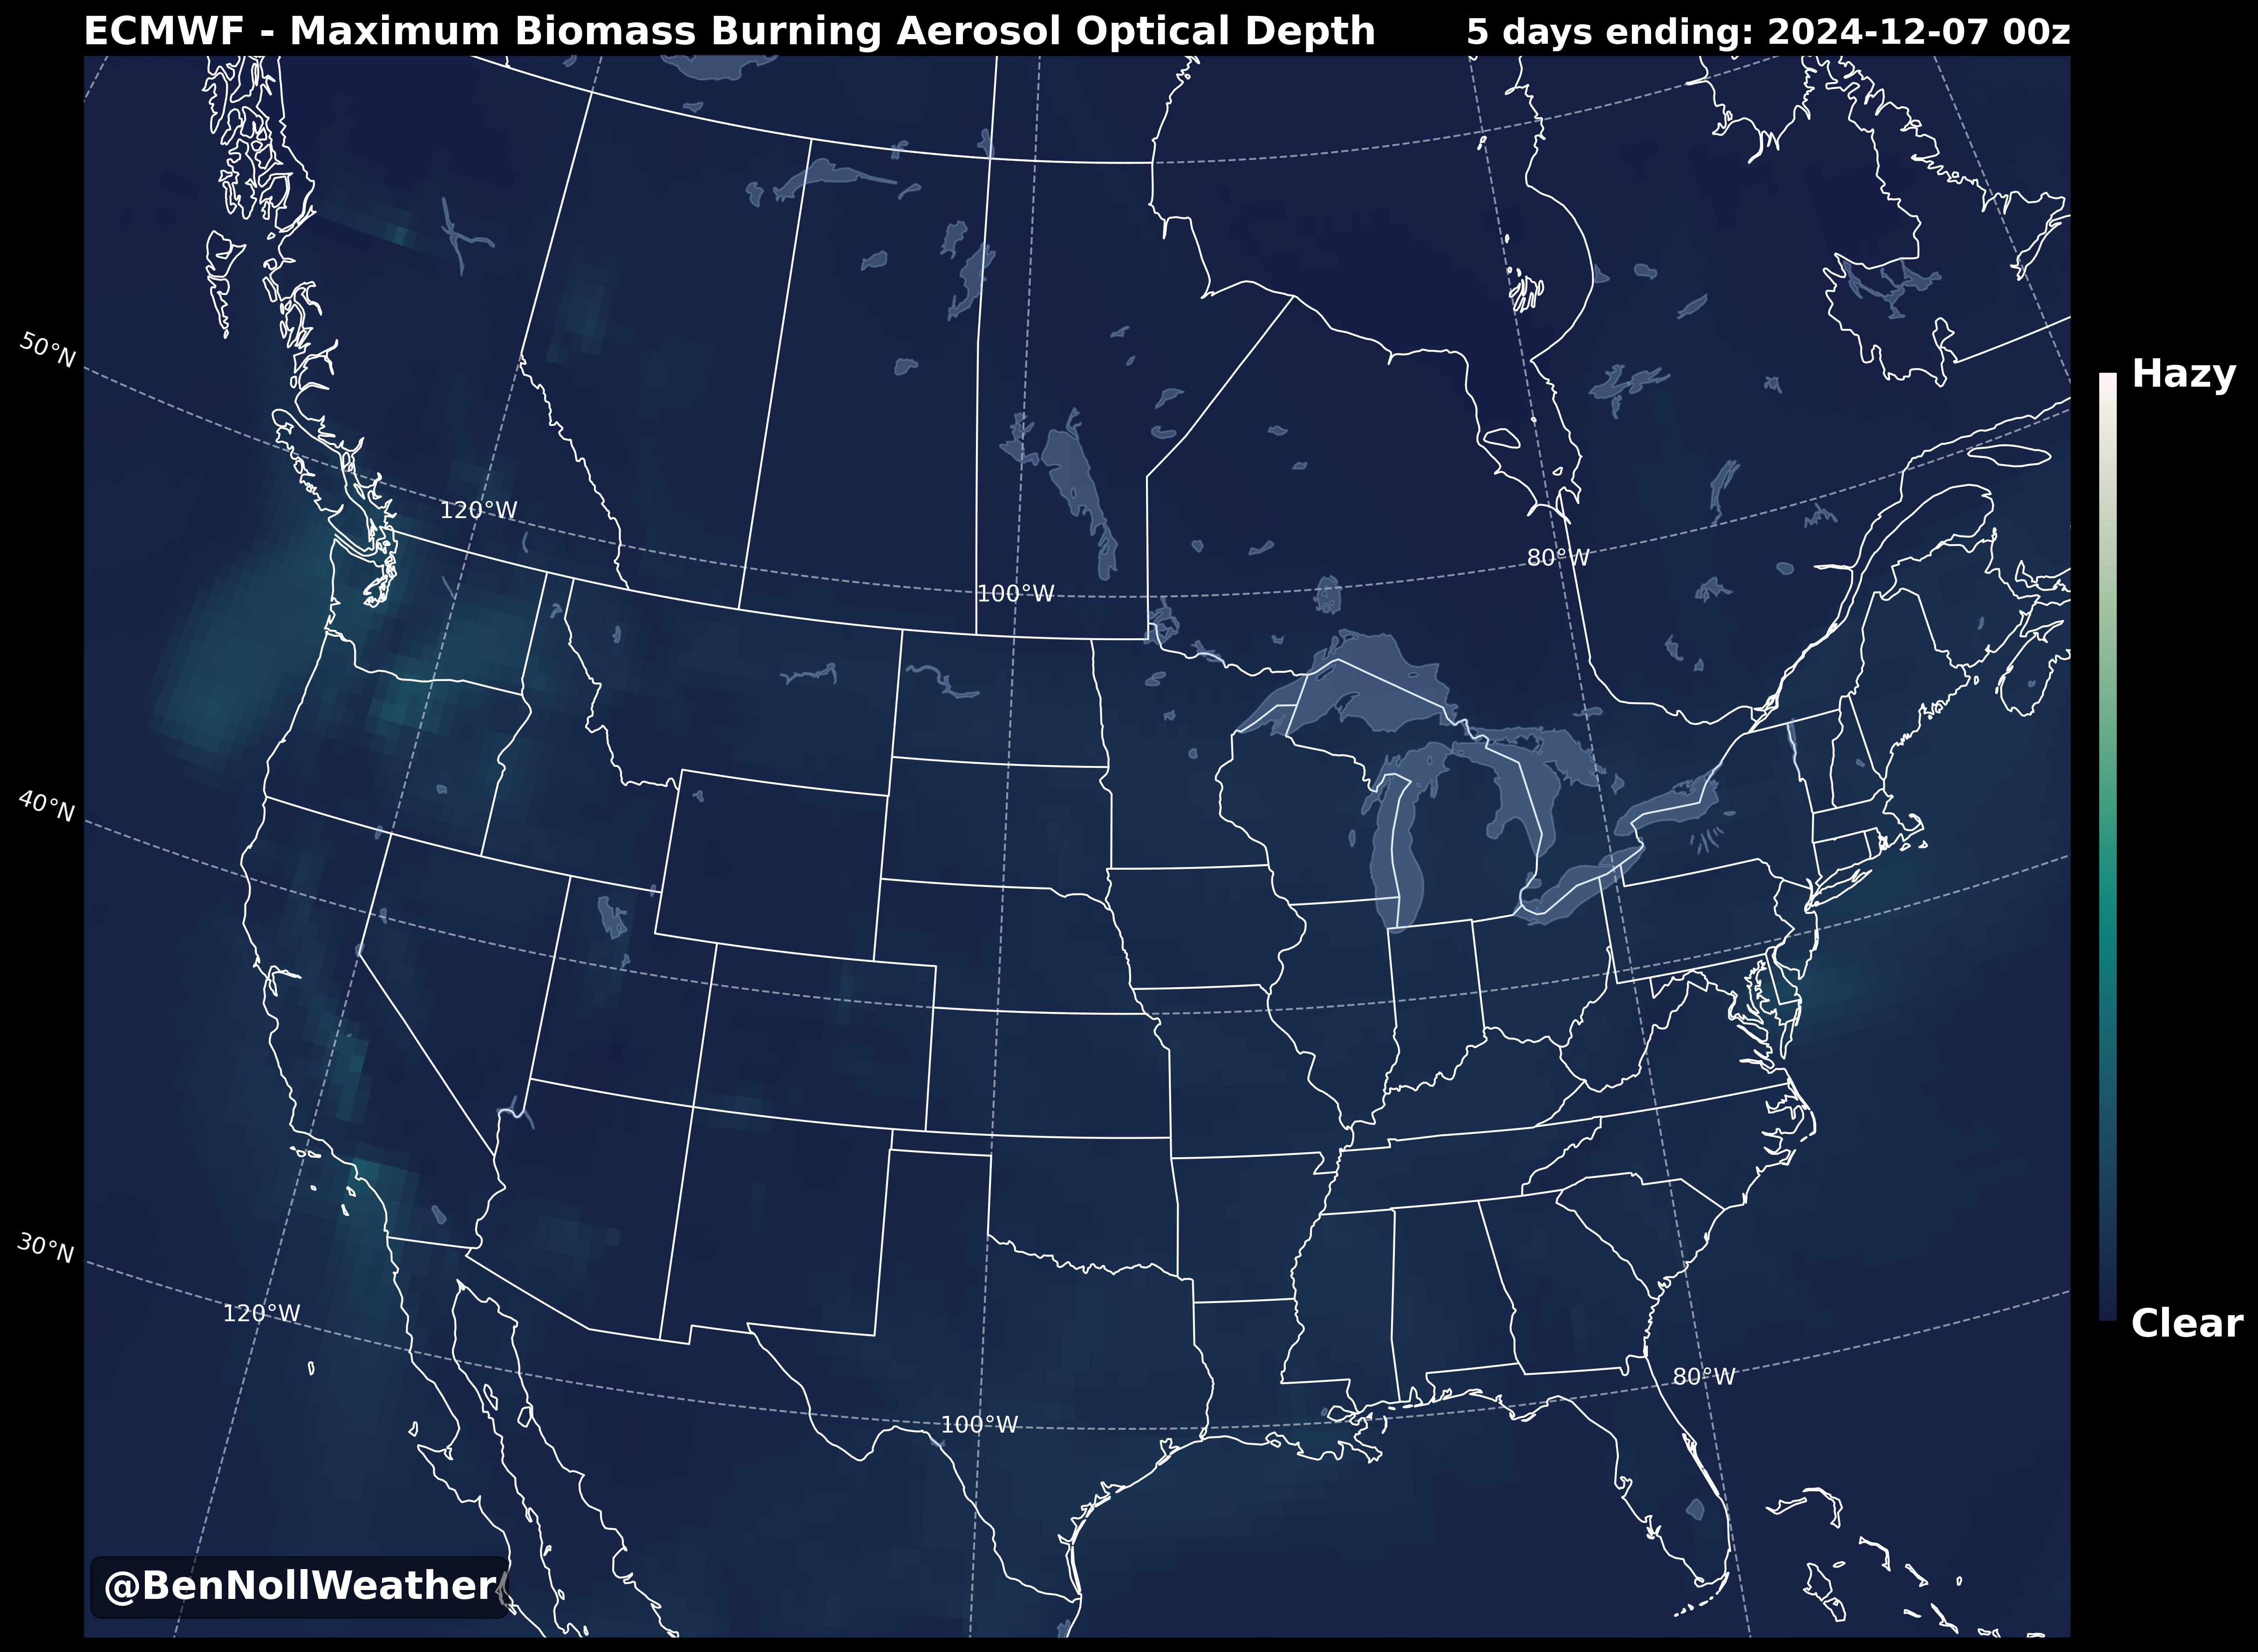 ECMWF - Maximum Biomass Burning Aerosol Optical Depth
5 days ending: 2024-12-07 00z
50°N
Hazy
120°W
80°W
100°W
40°N
30°N
120°W
Clear
80°W
100°W
@BenNollWeather